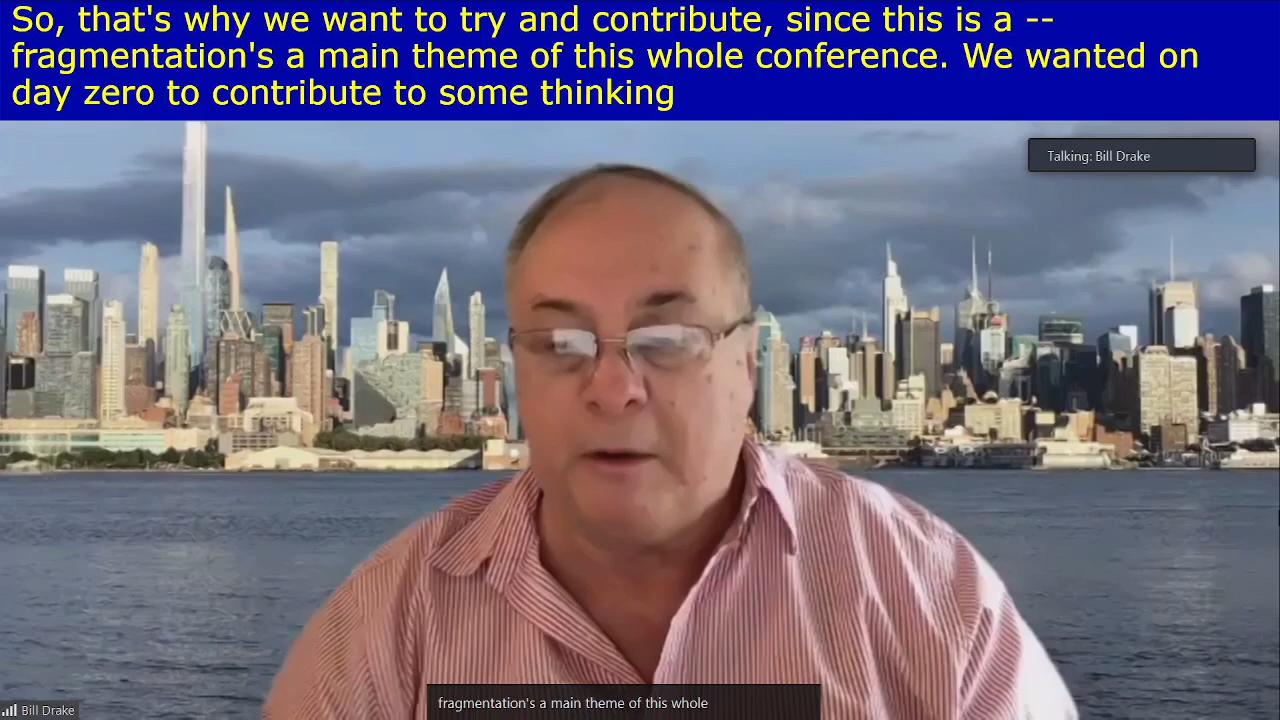 So, that's why we want to try and contribute, since this is a --
fragmentation's a main theme of this whole conference. We wanted on
day zero to contribute to some thinking
Talking: Bill Drake
fragmentation's a main theme of this whole
Bill Drake